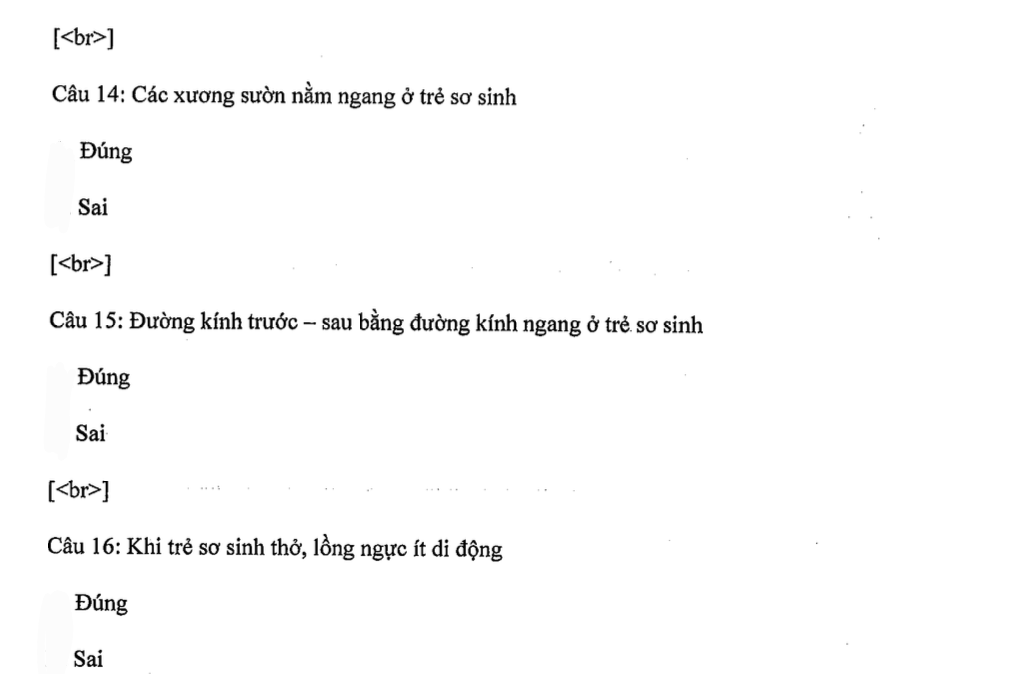 [<br>]
Câu 14: Các xương sườn nằm ngang ở trẻ sơ sinh
Đúng
Sai
[<br>]
Câu 15: Đường kính trước – sau bằng đường kính ngang ở trẻ sơ sinh
Đúng
Sai
[<br>]
Câu 16: Khi trẻ sơ sinh thở, lồng ngực ít di động
Đúng
Sai